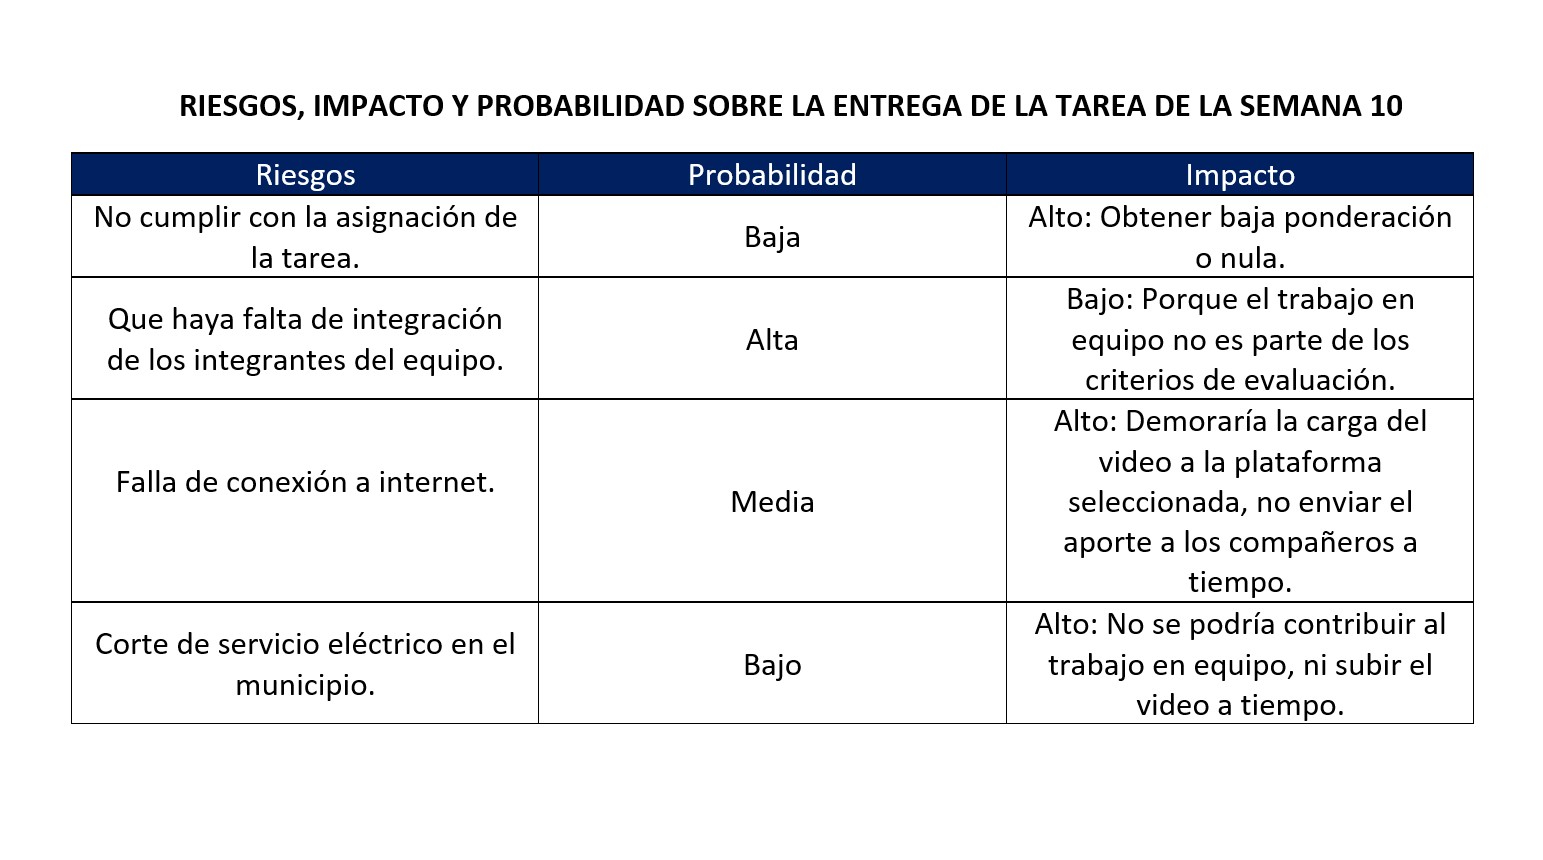 RIESGOS, IMPACTO Y PROBABILIDAD SOBRE LA ENTREGA DE LA TAREA DE LA SEMANA 10
Riesgos
Probabilidad
Impacto
No cumplir con la asignación de
la tarea.
Baja
Alto: Obtener baja ponderación
o nula.
Que haya falta de integración
de los integrantes del equipo.
Alta
Bajo: Porque el trabajo en
equipo no es parte de los
criterios de evaluación.
Falla de conexión a internet.
Media
Alto: Demoraría la carga del
video a la plataforma
seleccionada, no enviar el
aporte a los compañeros a
tiempo.
Corte de servicio eléctrico en el
municipio.
Bajo
Alto: No se podría contribuir al
trabajo en equipo, ni subir el
video a tiempo.